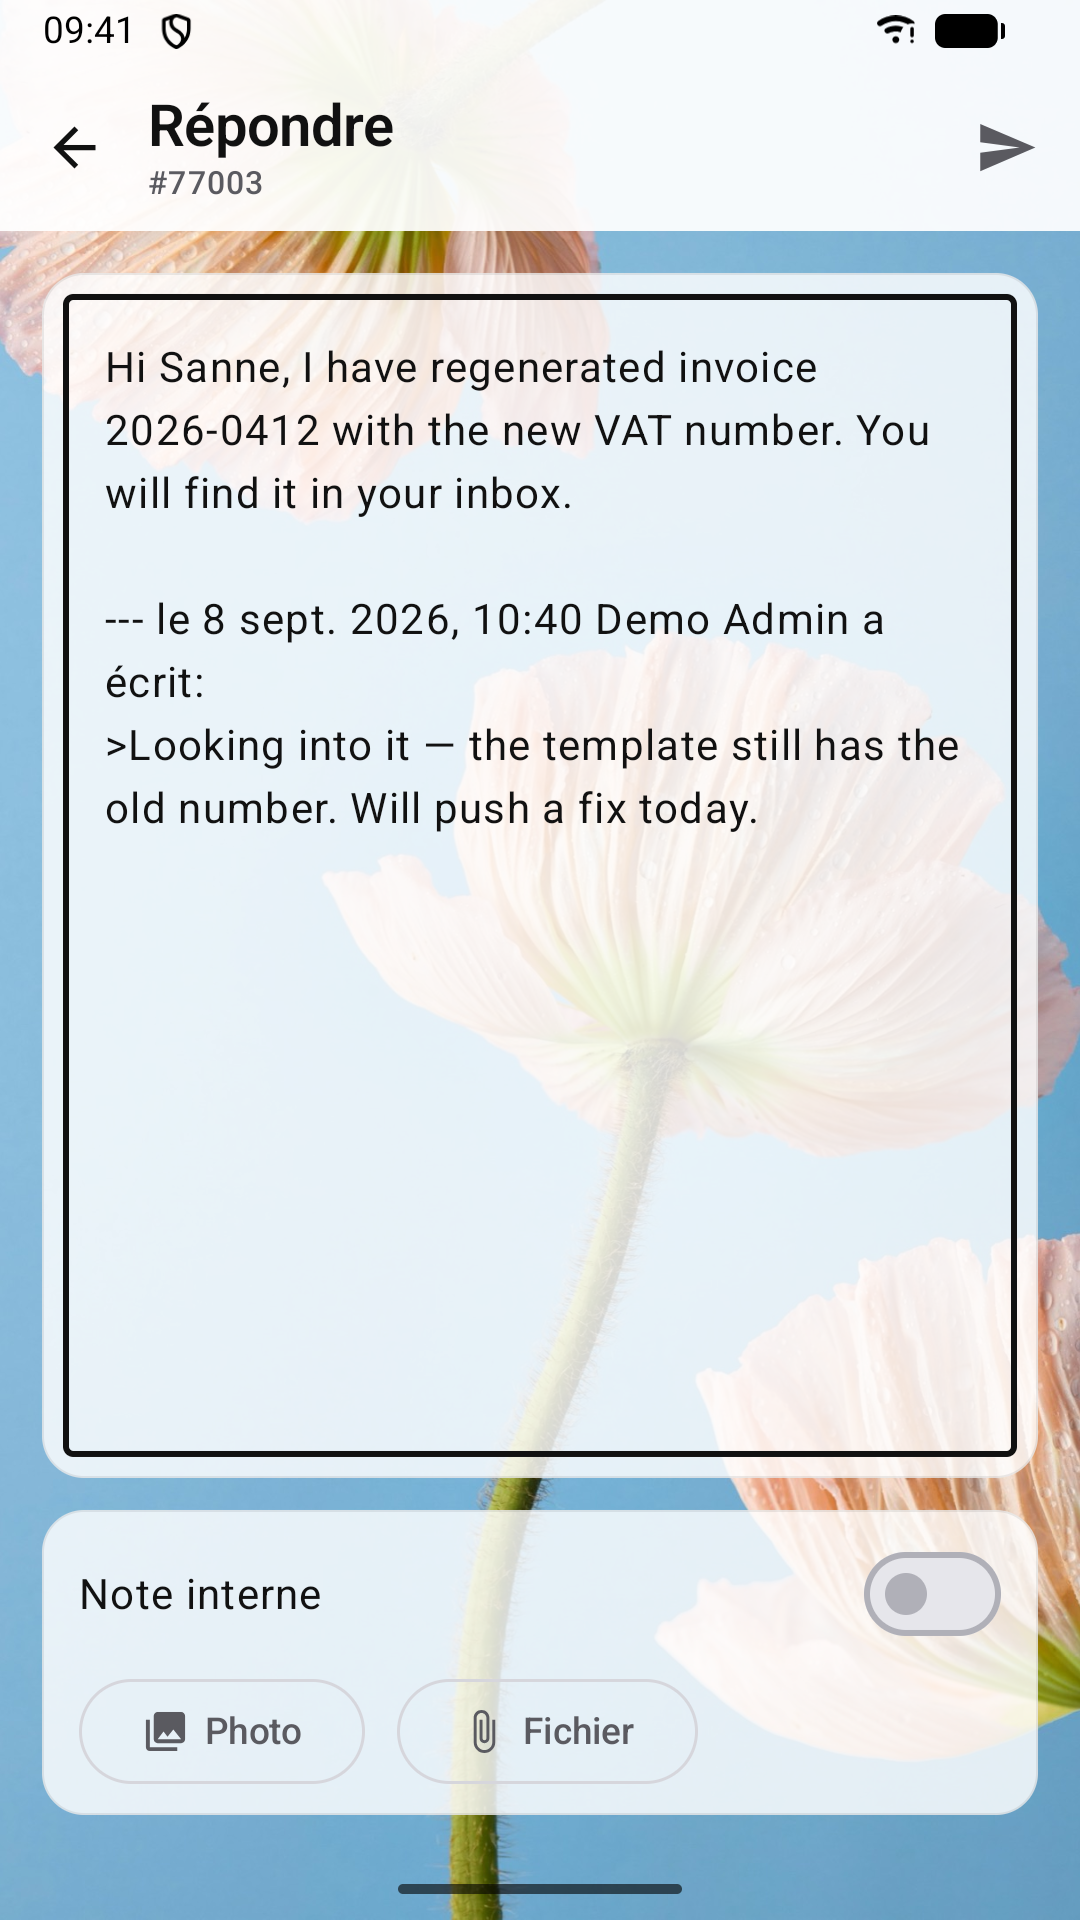 09:41
Répondre
#77003
Hi Sanne, I have regenerated invoice
2026-0412 with the new VAT number. You
will find it in your inbox.
--- le 8 sept. 2026, 10:40 Demo Admin a
écrit:
>Looking into it — the template still has the
old number. Will push a fix today.
Note interne
Photo
Fichier